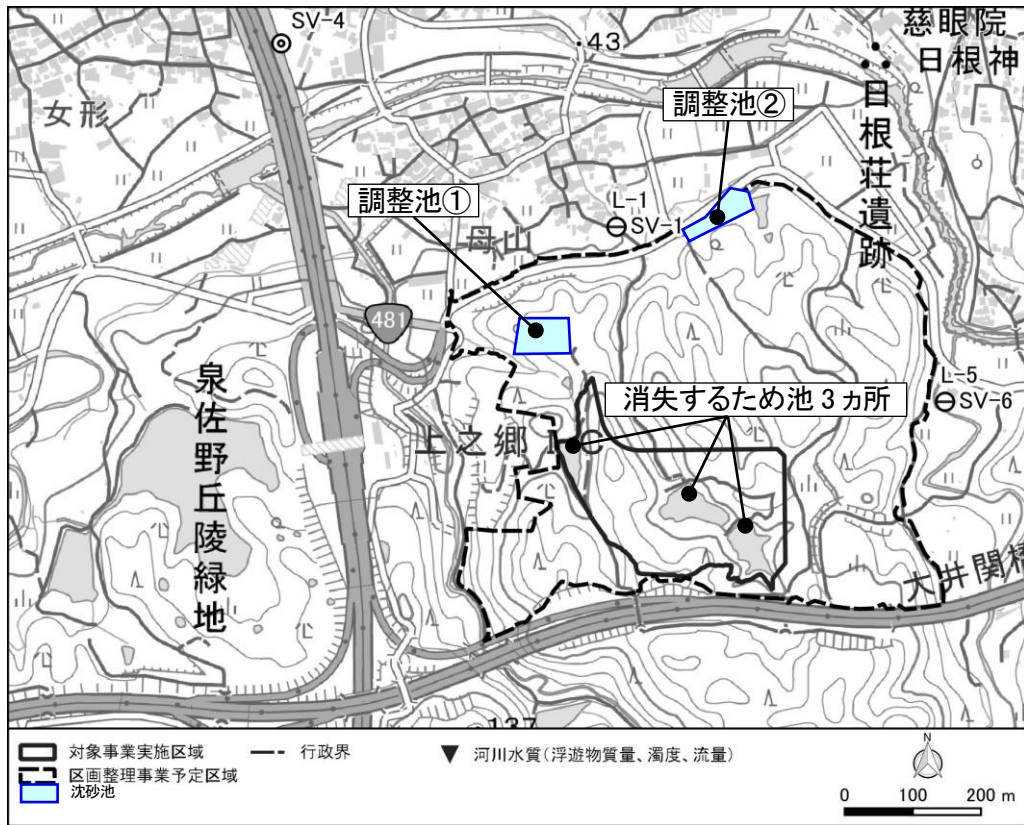 SV-4
43
慈眼院
日根神
女形
調整池②
日根荘遺跡
調整池①
L-1
SV-1
母山
481
L-5
SV-6
消失するため池 3 ヵ所
泉佐野丘陵緑地
上之郷IC
大井関橋
137
対象事業実施区域
行政界
河川水質(浮遊物質量、濁度、流量)
区画整理事業予定区域
沈砂池
N
0 100 200 m